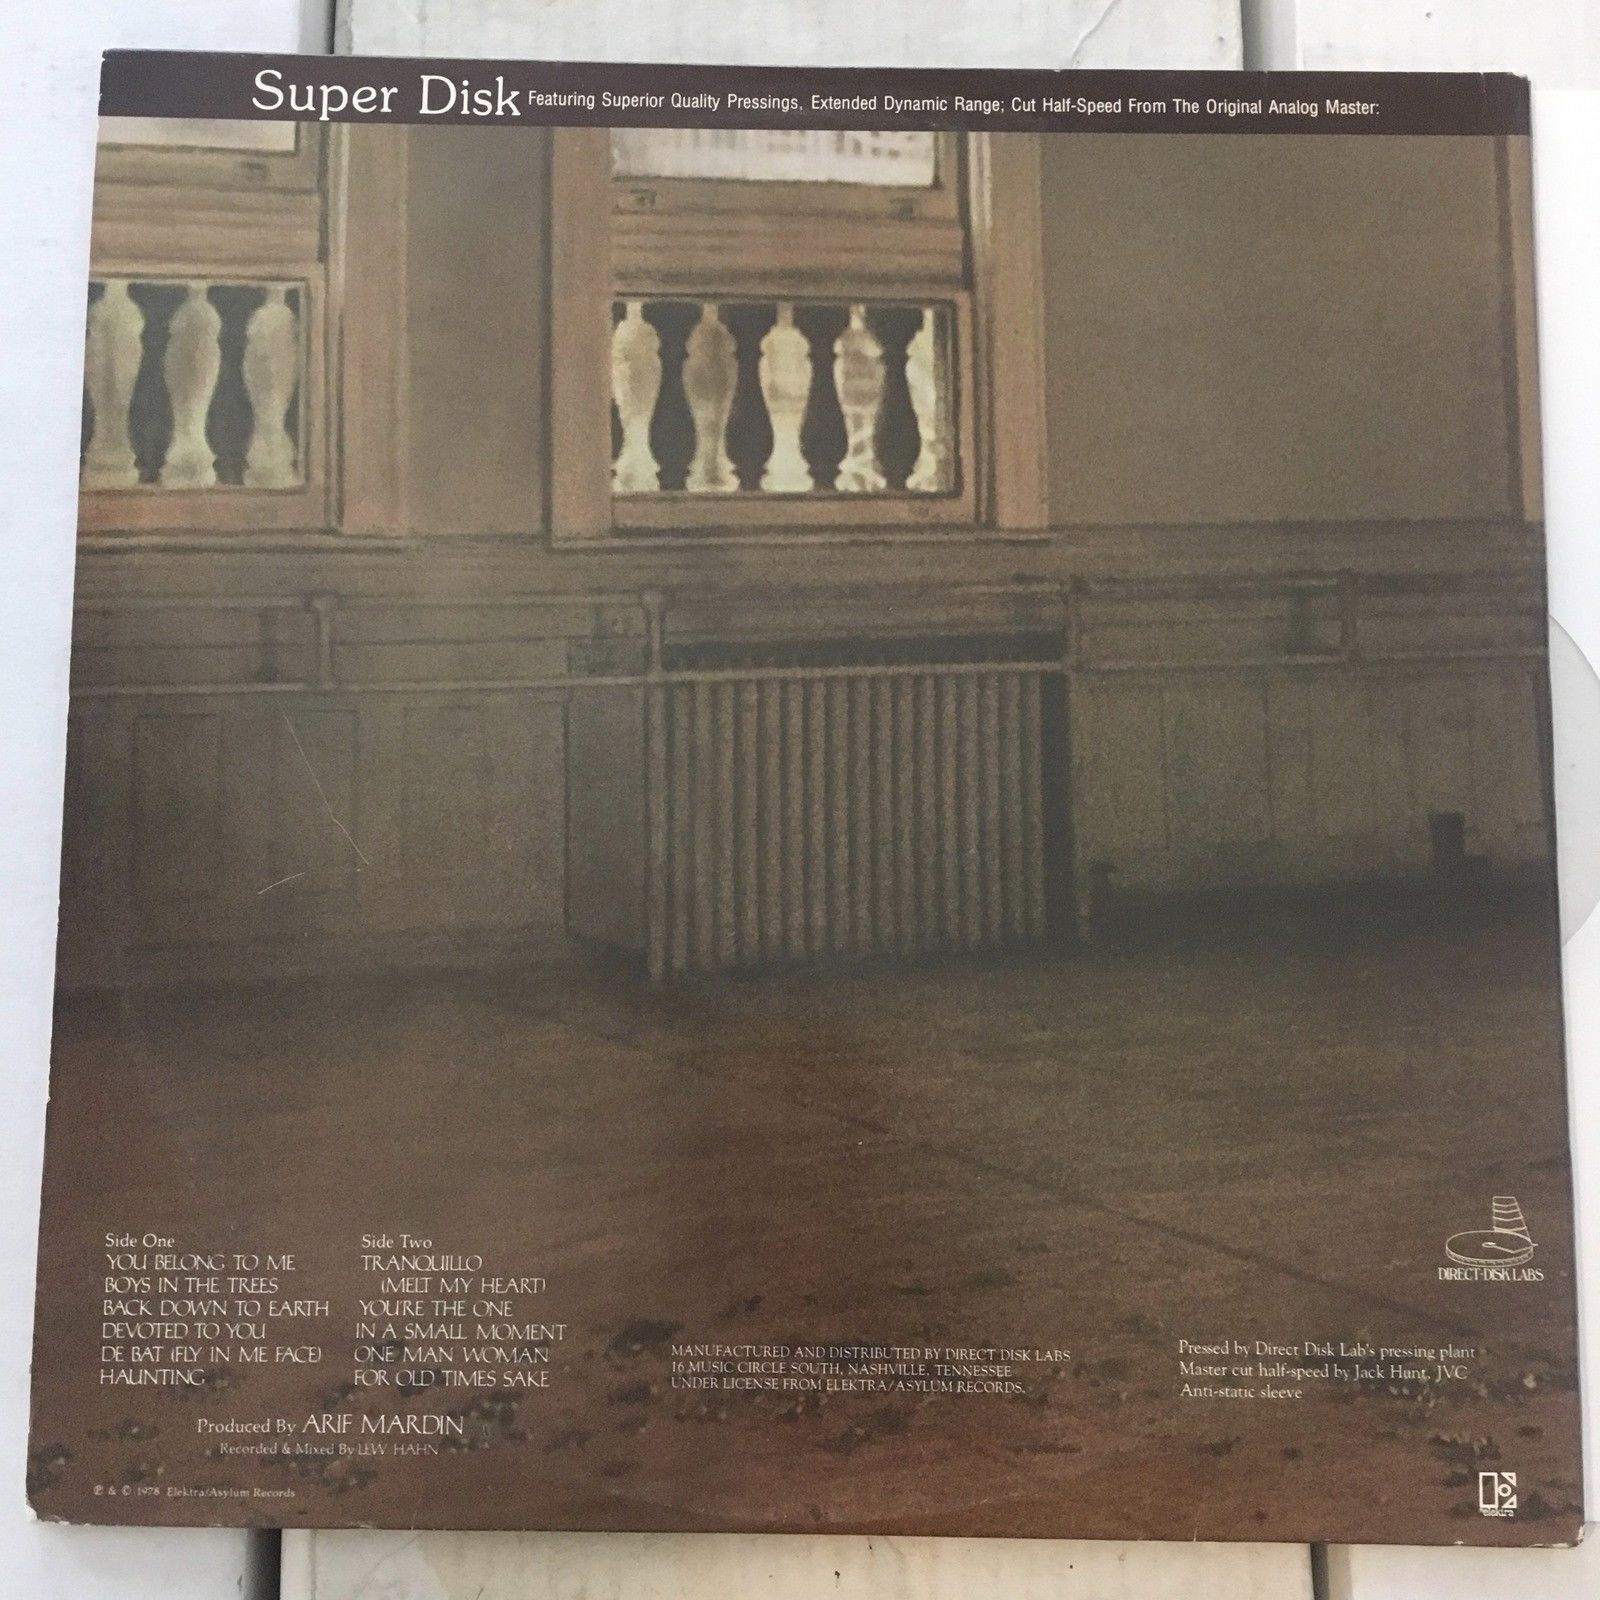 Super Disk Featuring Superior Quality Pressings, Extended Dynamic Range; Cut Half-Speed From The Original Analog Master:
Side One
YOU BELONG TO ME
BOYS IN THE TREES
BACK DOWN TO EARTH
DEVOTED TO YOU
DE BAT (FLY IN ME FACE)
HAUNTING
Side Two
TRANQUILLO
(MELT MY HEART)
YOU'RE THE ONE
IN A SMALL MOMENT
ONE MAN WOMAN
FOR OLD TIMES SAKE
Produced By ARIF MARDIN
Recorded & Mixed By LEW HAHN
℗ & © 1978 Elektra/Asylum Records
MANUFACTURED AND DISTRIBUTED BY DIRECT DISK LABS
16 MUSIC CIRCLE SOUTH, NASHVILLE, TENNESSEE
UNDER LICENSE FROM ELEKTRA/ASYLUM RECORDS.
DIRECT-DISK LABS
Pressed by Direct Disk Lab's pressing plant
Master cut half-speed by Jack Hunt, JVC
Anti-static sleeve
elektra